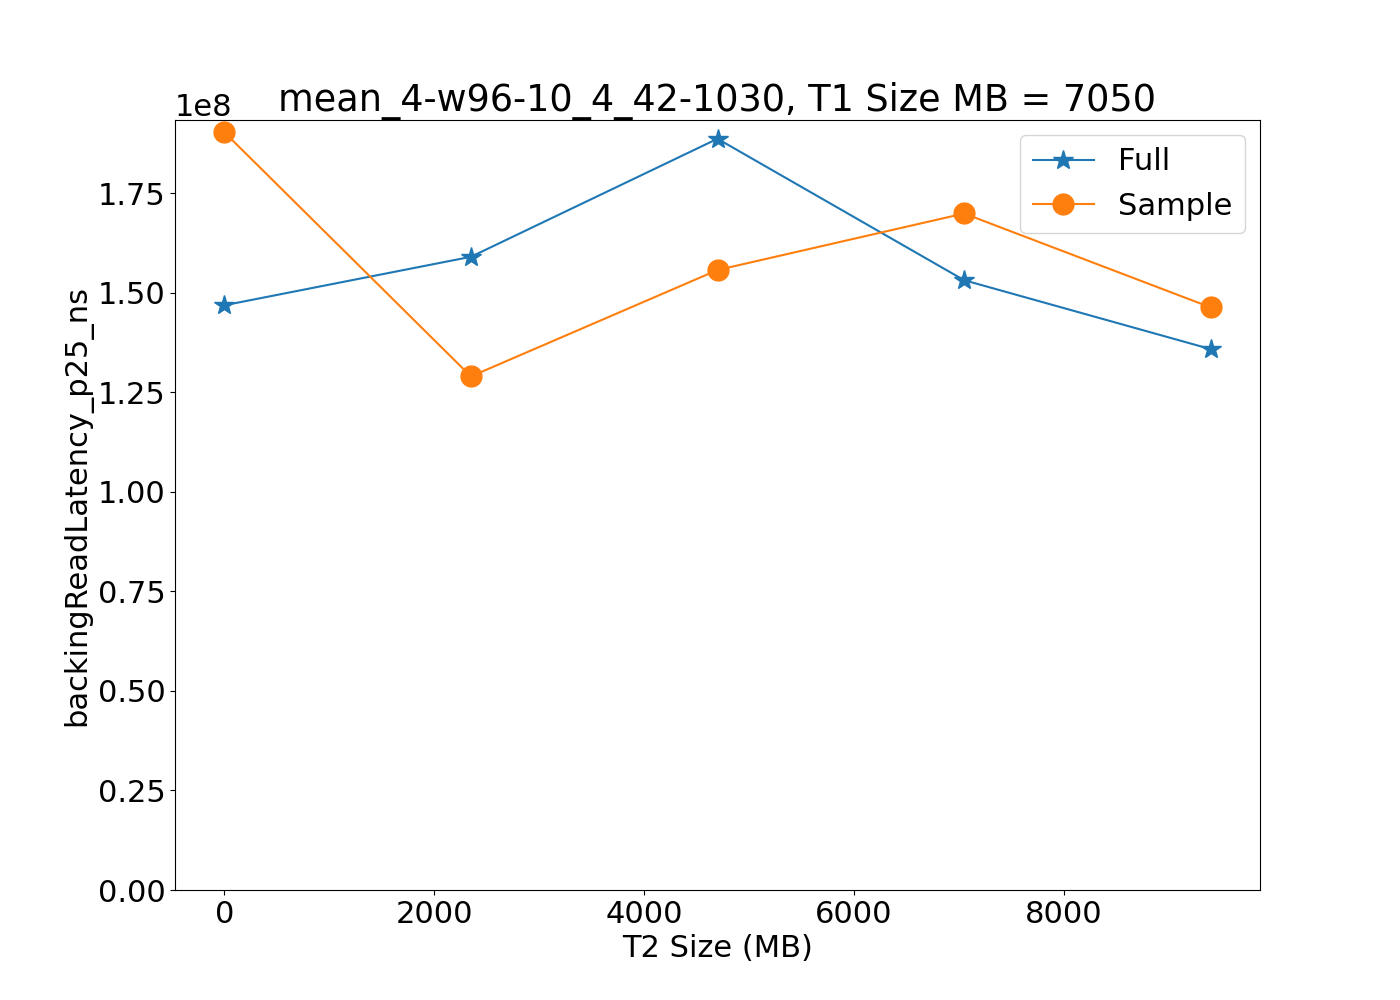 1e8
mean_4-w96-10_4_42-1030, T1 Size MB = 7050
Full
Sample
backingReadLatency_p25_ns
1.75
1.50
1.25
1.00
0.75
0.50
0.25
0.00
0 2000 4000 6000 8000
T2 Size (MB)